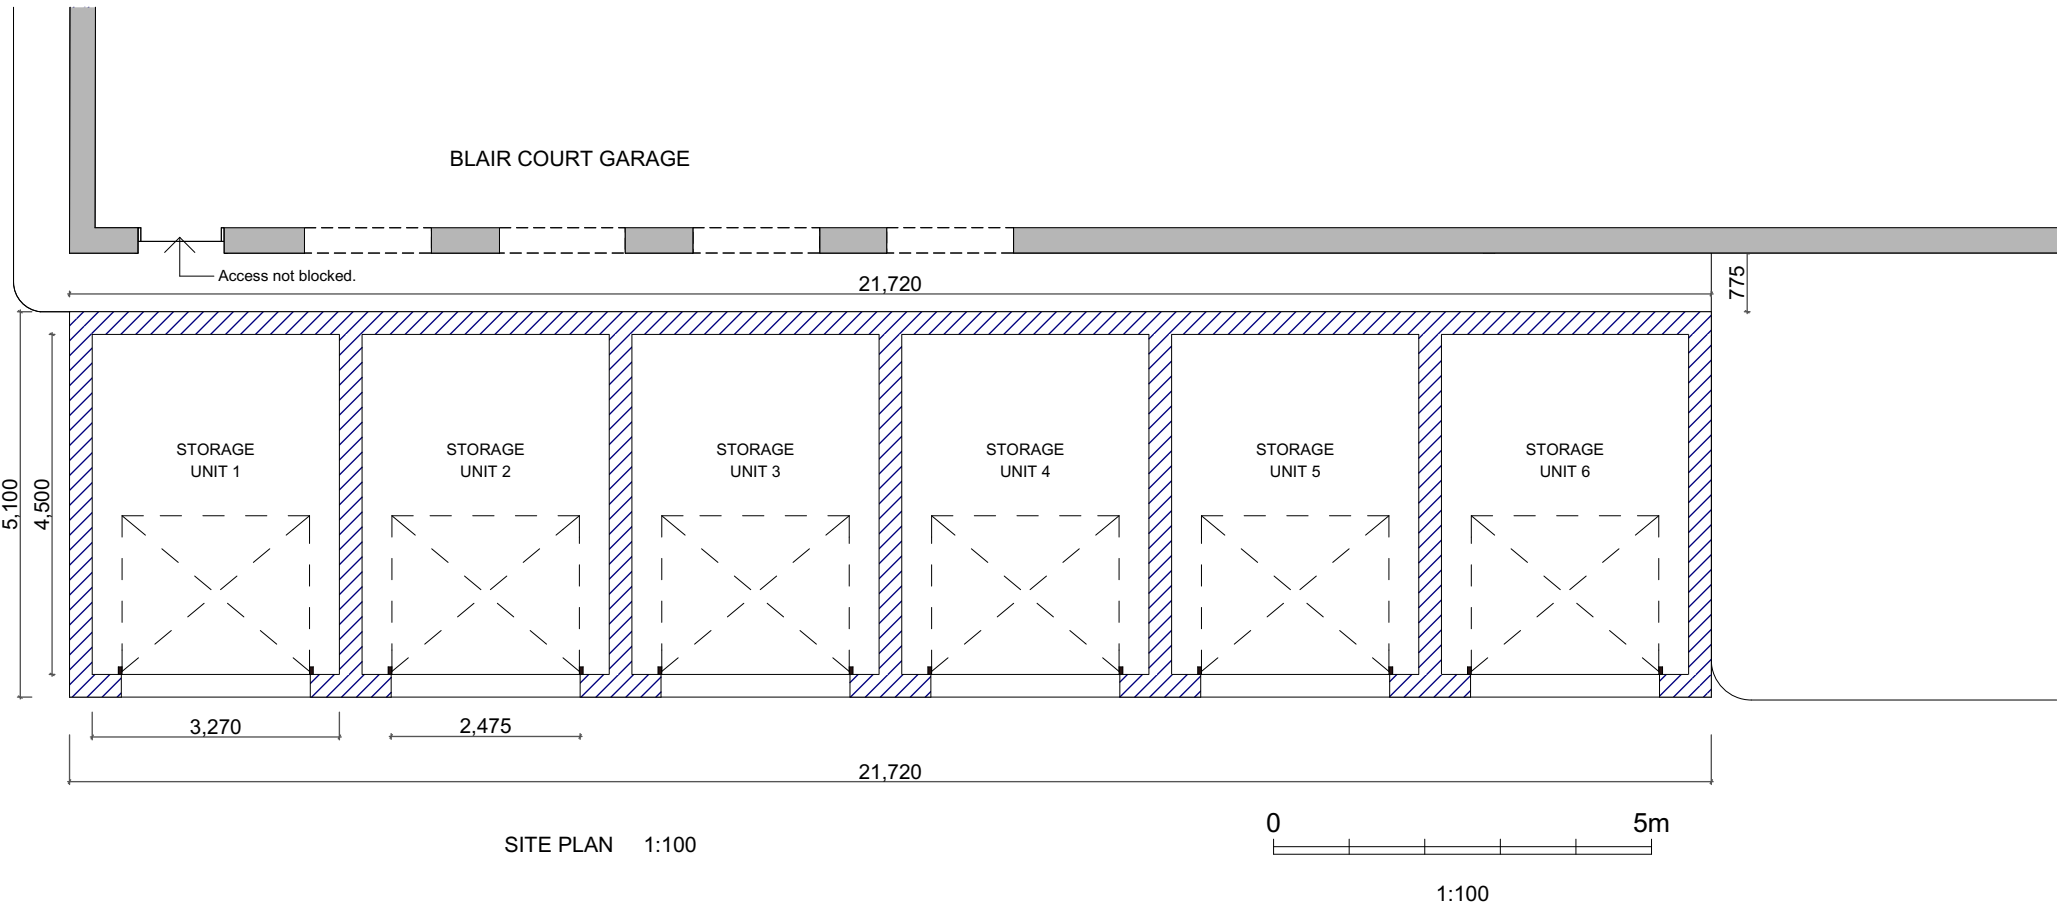 BLAIR COURT GARAGE
Access not blocked.
21,720
775
STORAGE
UNIT 1
STORAGE
UNIT 2
STORAGE
UNIT 3
STORAGE
UNIT 4
STORAGE
UNIT 5
STORAGE
UNIT 6
5,100
4,500
3,270
2,475
21,720
SITE PLAN 1:100
0 5m
1:100